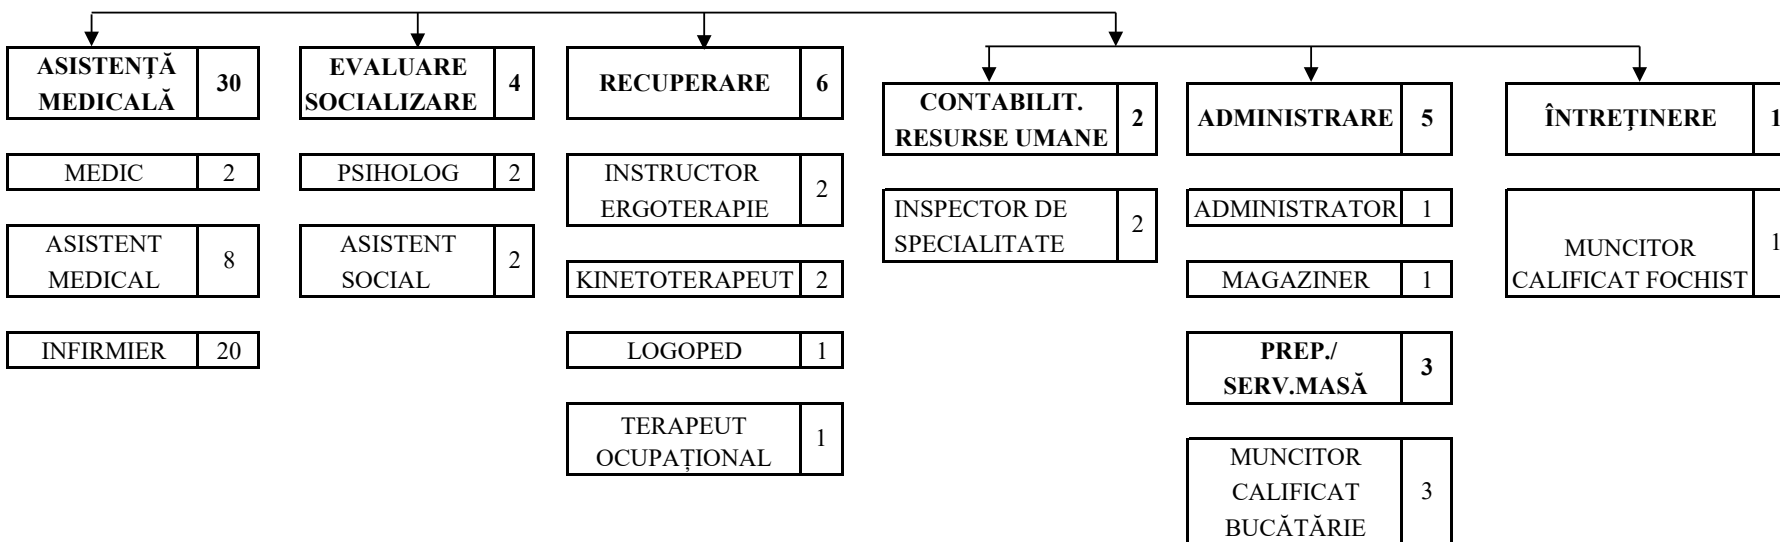 ASISTENŢĂ
MEDICALĂ
30
EVALUARE
SOCIALIZARE
4
RECUPERARE
6
CONTABILIT.
RESURSE UMANE
2
ADMINISTRARE
5
ÎNTREŢINERE
1
MEDIC
2
ASISTENT
MEDICAL
8
INFIRMIER
20
PSIHOLOG
2
ASISTENT
SOCIAL
2
INSTRUCTOR
ERGOTERAPIE
2
KINETOTERAPEUT
2
LOGOPED
1
TERAPEUT
OCUPAȚIONAL
1
INSPECTOR DE
SPECIALITATE
2
ADMINISTRATOR
1
MAGAZINER
1
PREP./
SERV.MASĂ
3
MUNCITOR
CALIFICAT
BUCĂTĂRIE
3
MUNCITOR
CALIFICAT FOCHIST
1